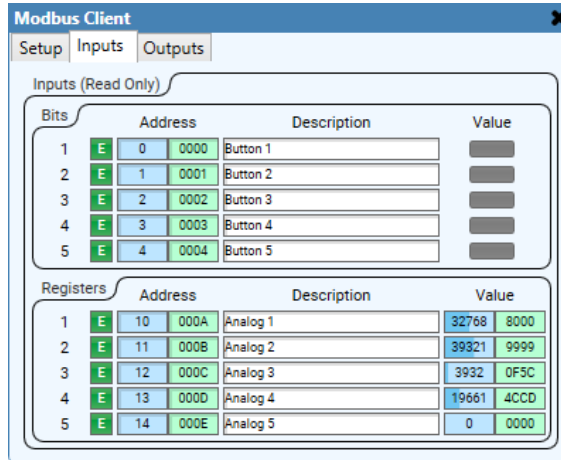 Modbus Client
Setup Inputs Outputs
Inputs (Read Only)
Bits Address Description Value
1 E 0 0000 Button 1
2 E 1 0001 Button 2
3 E 2 0002 Button 3
4 E 3 0003 Button 4
5 E 4 0004 Button 5
Registers Address Description Value
1 E 10 000A Analog 1 32768 8000
2 E 11 000B Analog 2 39321 9999
3 E 12 000C Analog 3 3932 0F5C
4 E 13 000D Analog 4 19661 4CCD
5 E 14 000E Analog 5 0 0000